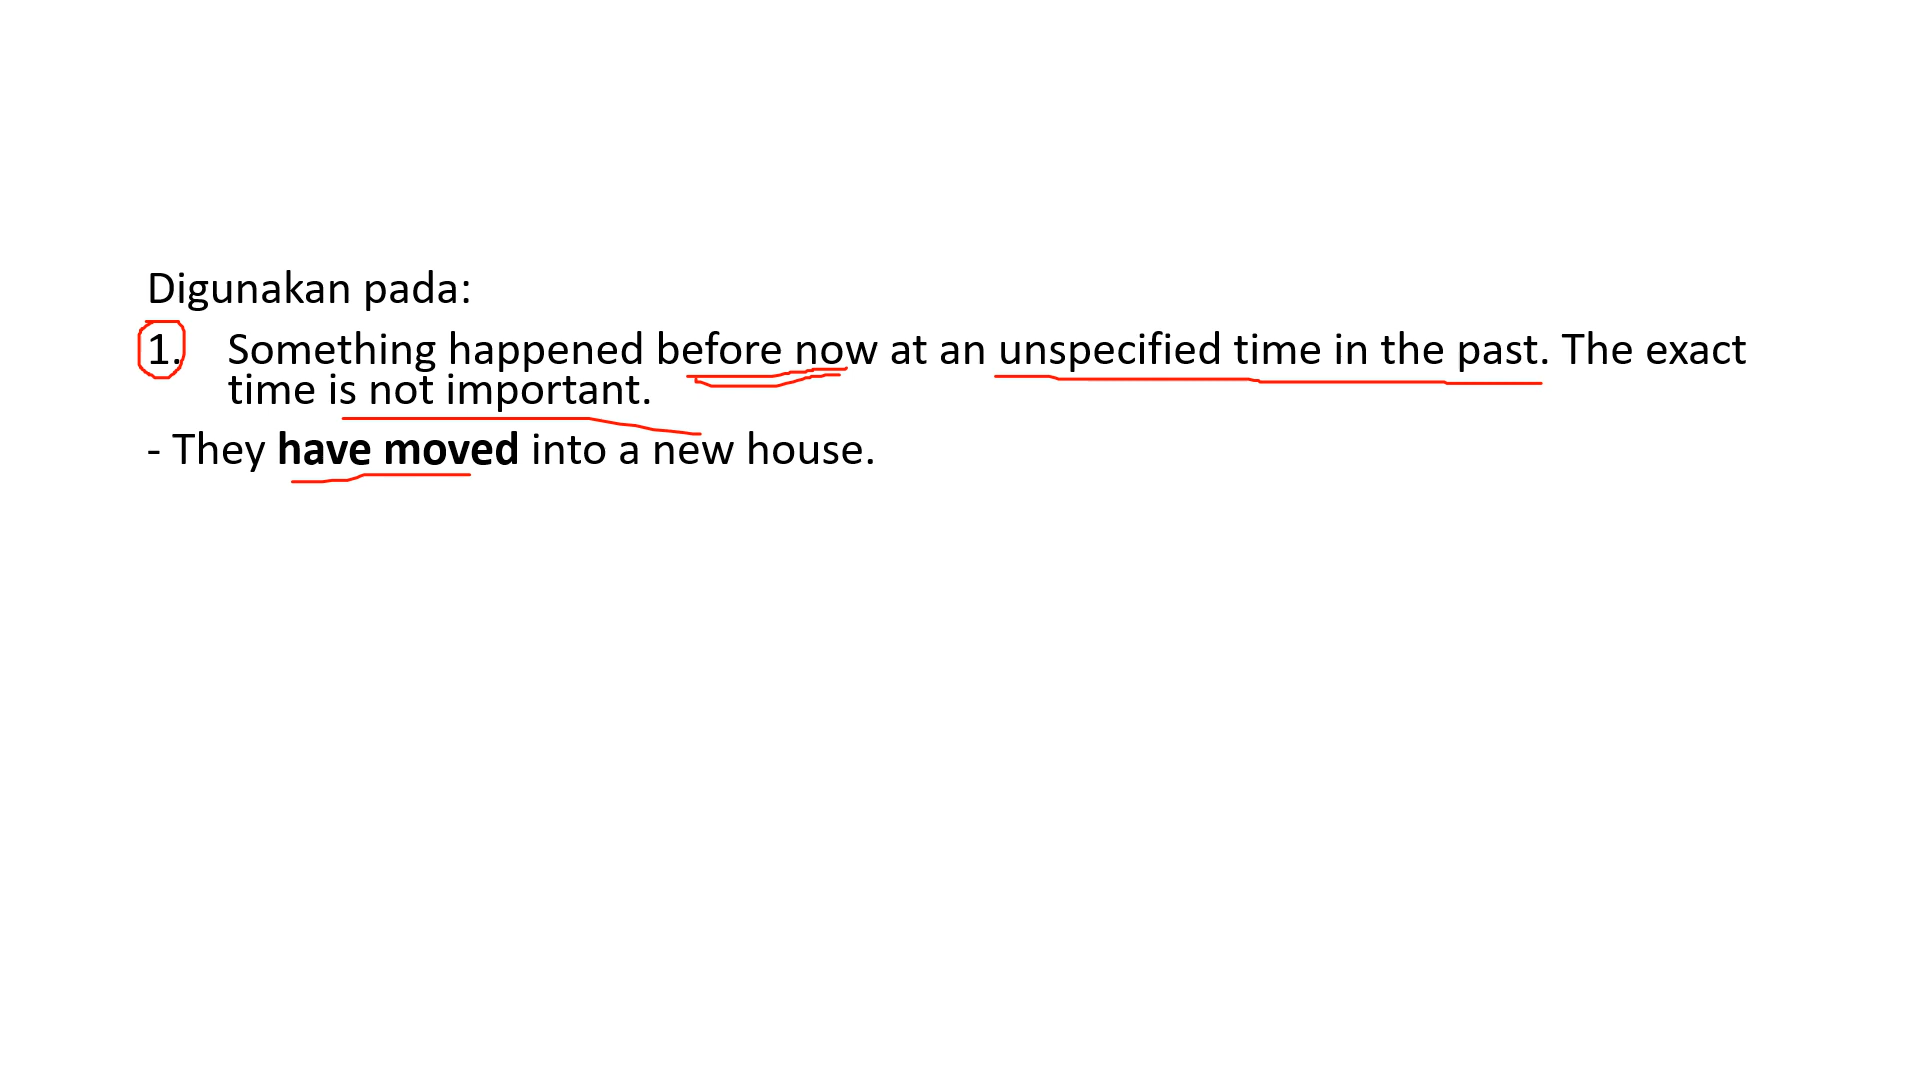 Digunakan pada:
1. Something happened before now at an unspecified time in the past. The exact
time is not important.
- They have moved into a new house.